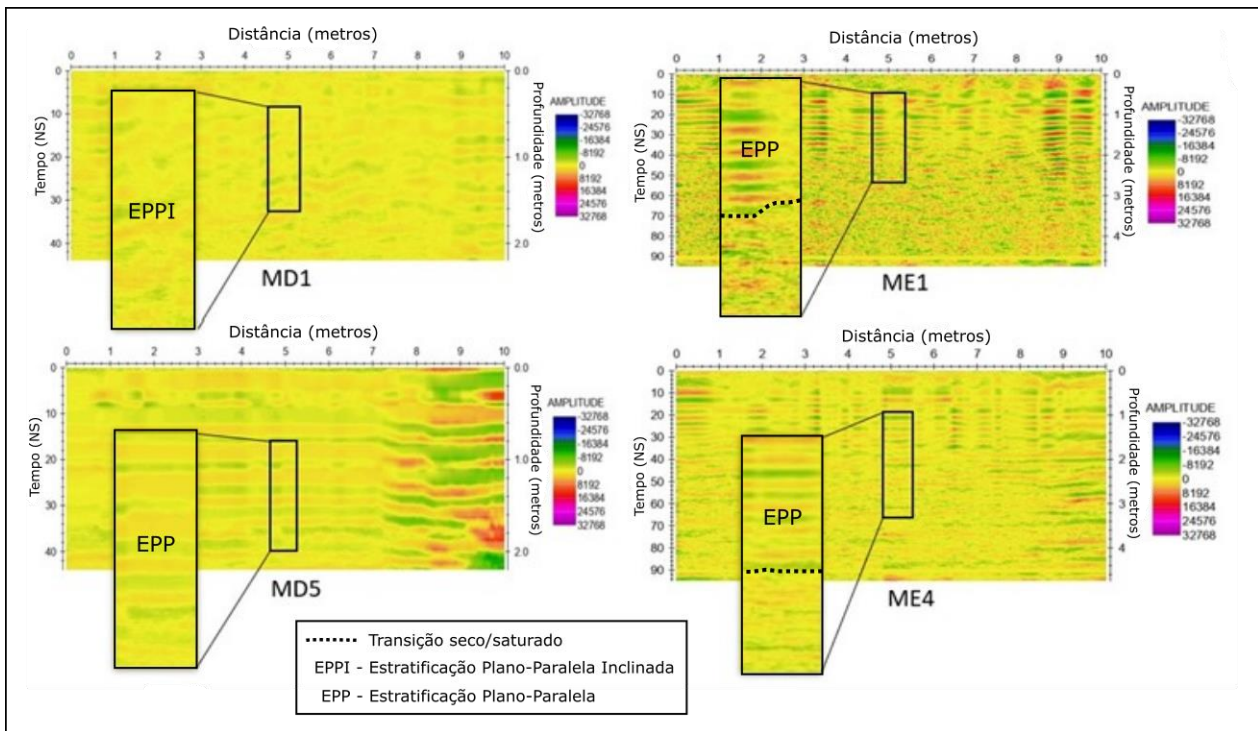 Distância (metros)
0 1 2 3 4 5 6 7 8 9 10
Tempo (NS)
0
10
20
30
40
EPPI
0.0
1.0
2.0
Profundidade (metros)
AMPLITUDE
-32768
-24576
-16384
-8192
0
8192
16384
24576
32768
MD1
Distância (metros)
0 1 2 3 4 5 6 7 8 9 10
Tempo (NS)
0
10
20
30
40
50
60
70
80
90
EPP
0
1
2
3
4
Profundidade (metros)
AMPLITUDE
-32768
-24576
-16384
-8192
0
8192
16384
24576
32768
ME1
Distância (metros)
0 1 2 3 4 5 6 7 8 9 10
Tempo (NS)
0
10
20
30
40
EPP
0.0
1.0
2.0
Profundidade (metros)
AMPLITUDE
-32768
-24576
-16384
-8192
0
8192
16384
24576
32768
MD5
Distância (metros)
0 1 2 3 4 5 6 7 8 9 10
Tempo (NS)
0
10
20
30
40
50
60
70
80
90
EPP
0
1
2
3
4
Profundidade (metros)
AMPLITUDE
-32768
-24576
-16384
-8192
0
8192
16384
24576
32768
ME4
Transição seco/saturado
EPPI - Estratificação Plano-Paralela Inclinada
EPP - Estratificação Plano-Paralela